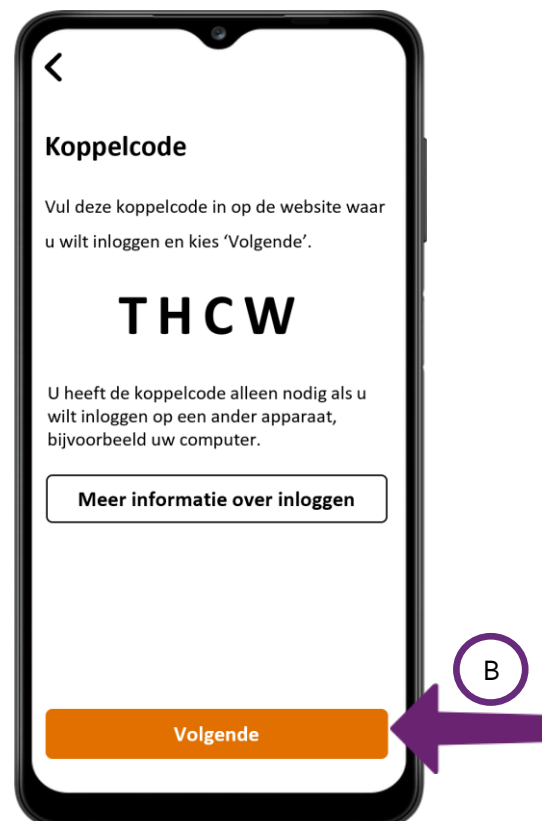 Koppelcode
Vul deze koppelcode in op de website waar
u wilt inloggen en kies ‘Volgende’.
THCW
U heeft de koppelcode alleen nodig als u
wilt inloggen op een ander apparaat,
bijvoorbeeld uw computer.
Meer informatie over inloggen
B
Volgende